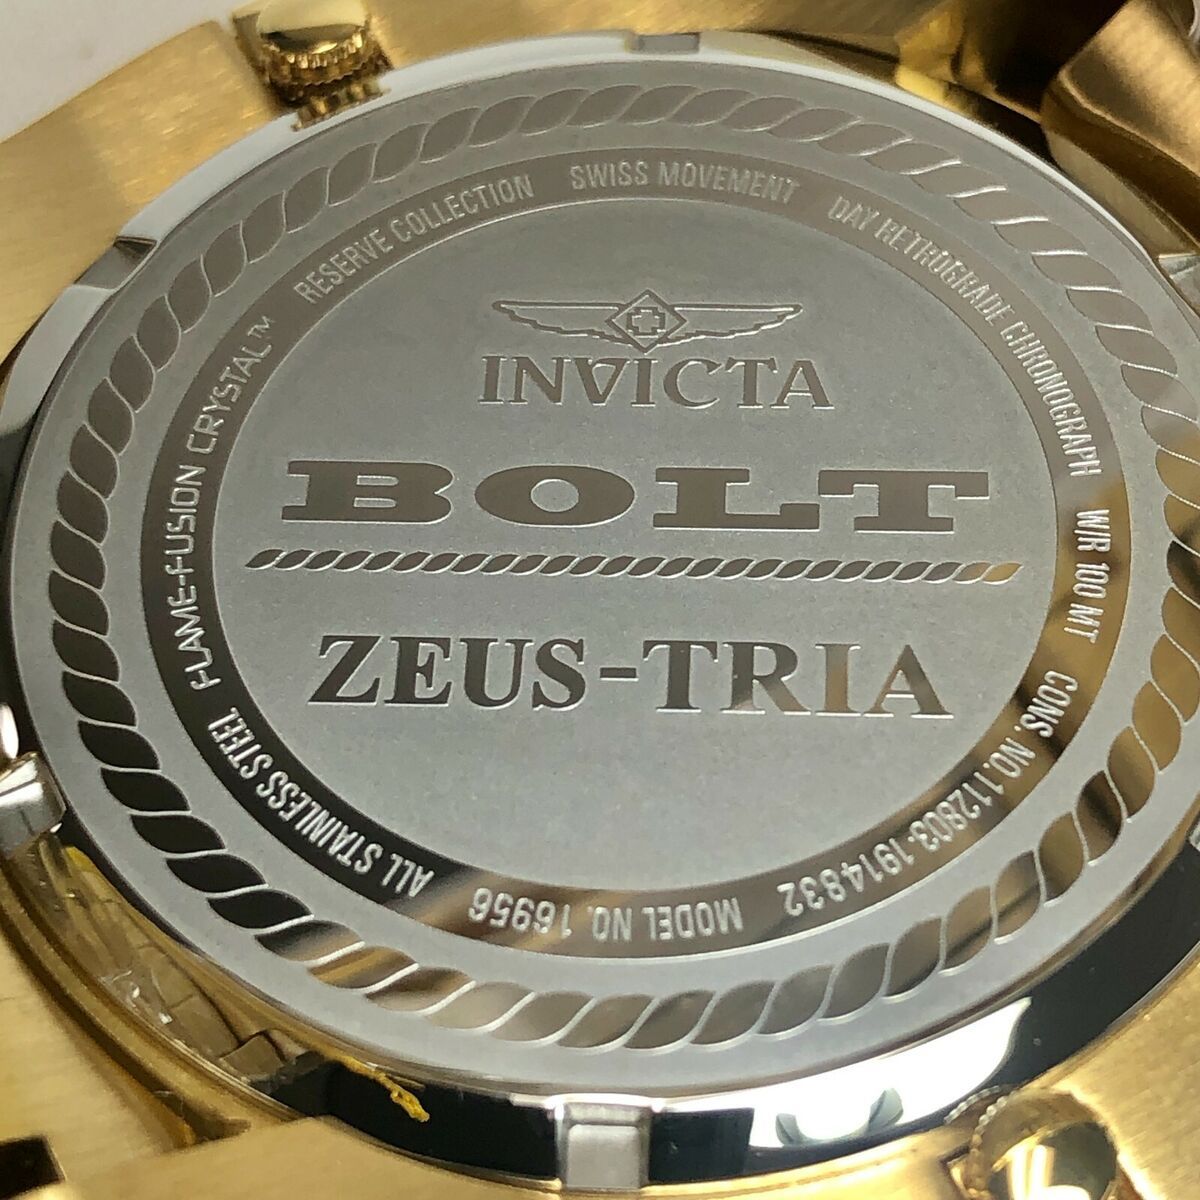 INVICTA
BOLT
ZEUS-TRIA
RESERVE COLLECTION SWISS MOVEMENT DAY RETROGRADE CHRONOGRAPH W/R 100 MT CONS. NO. 112803-1914832 MODEL NO. 16956 ALL STAINLESS STEEL FLAME-FUSION CRYSTAL™